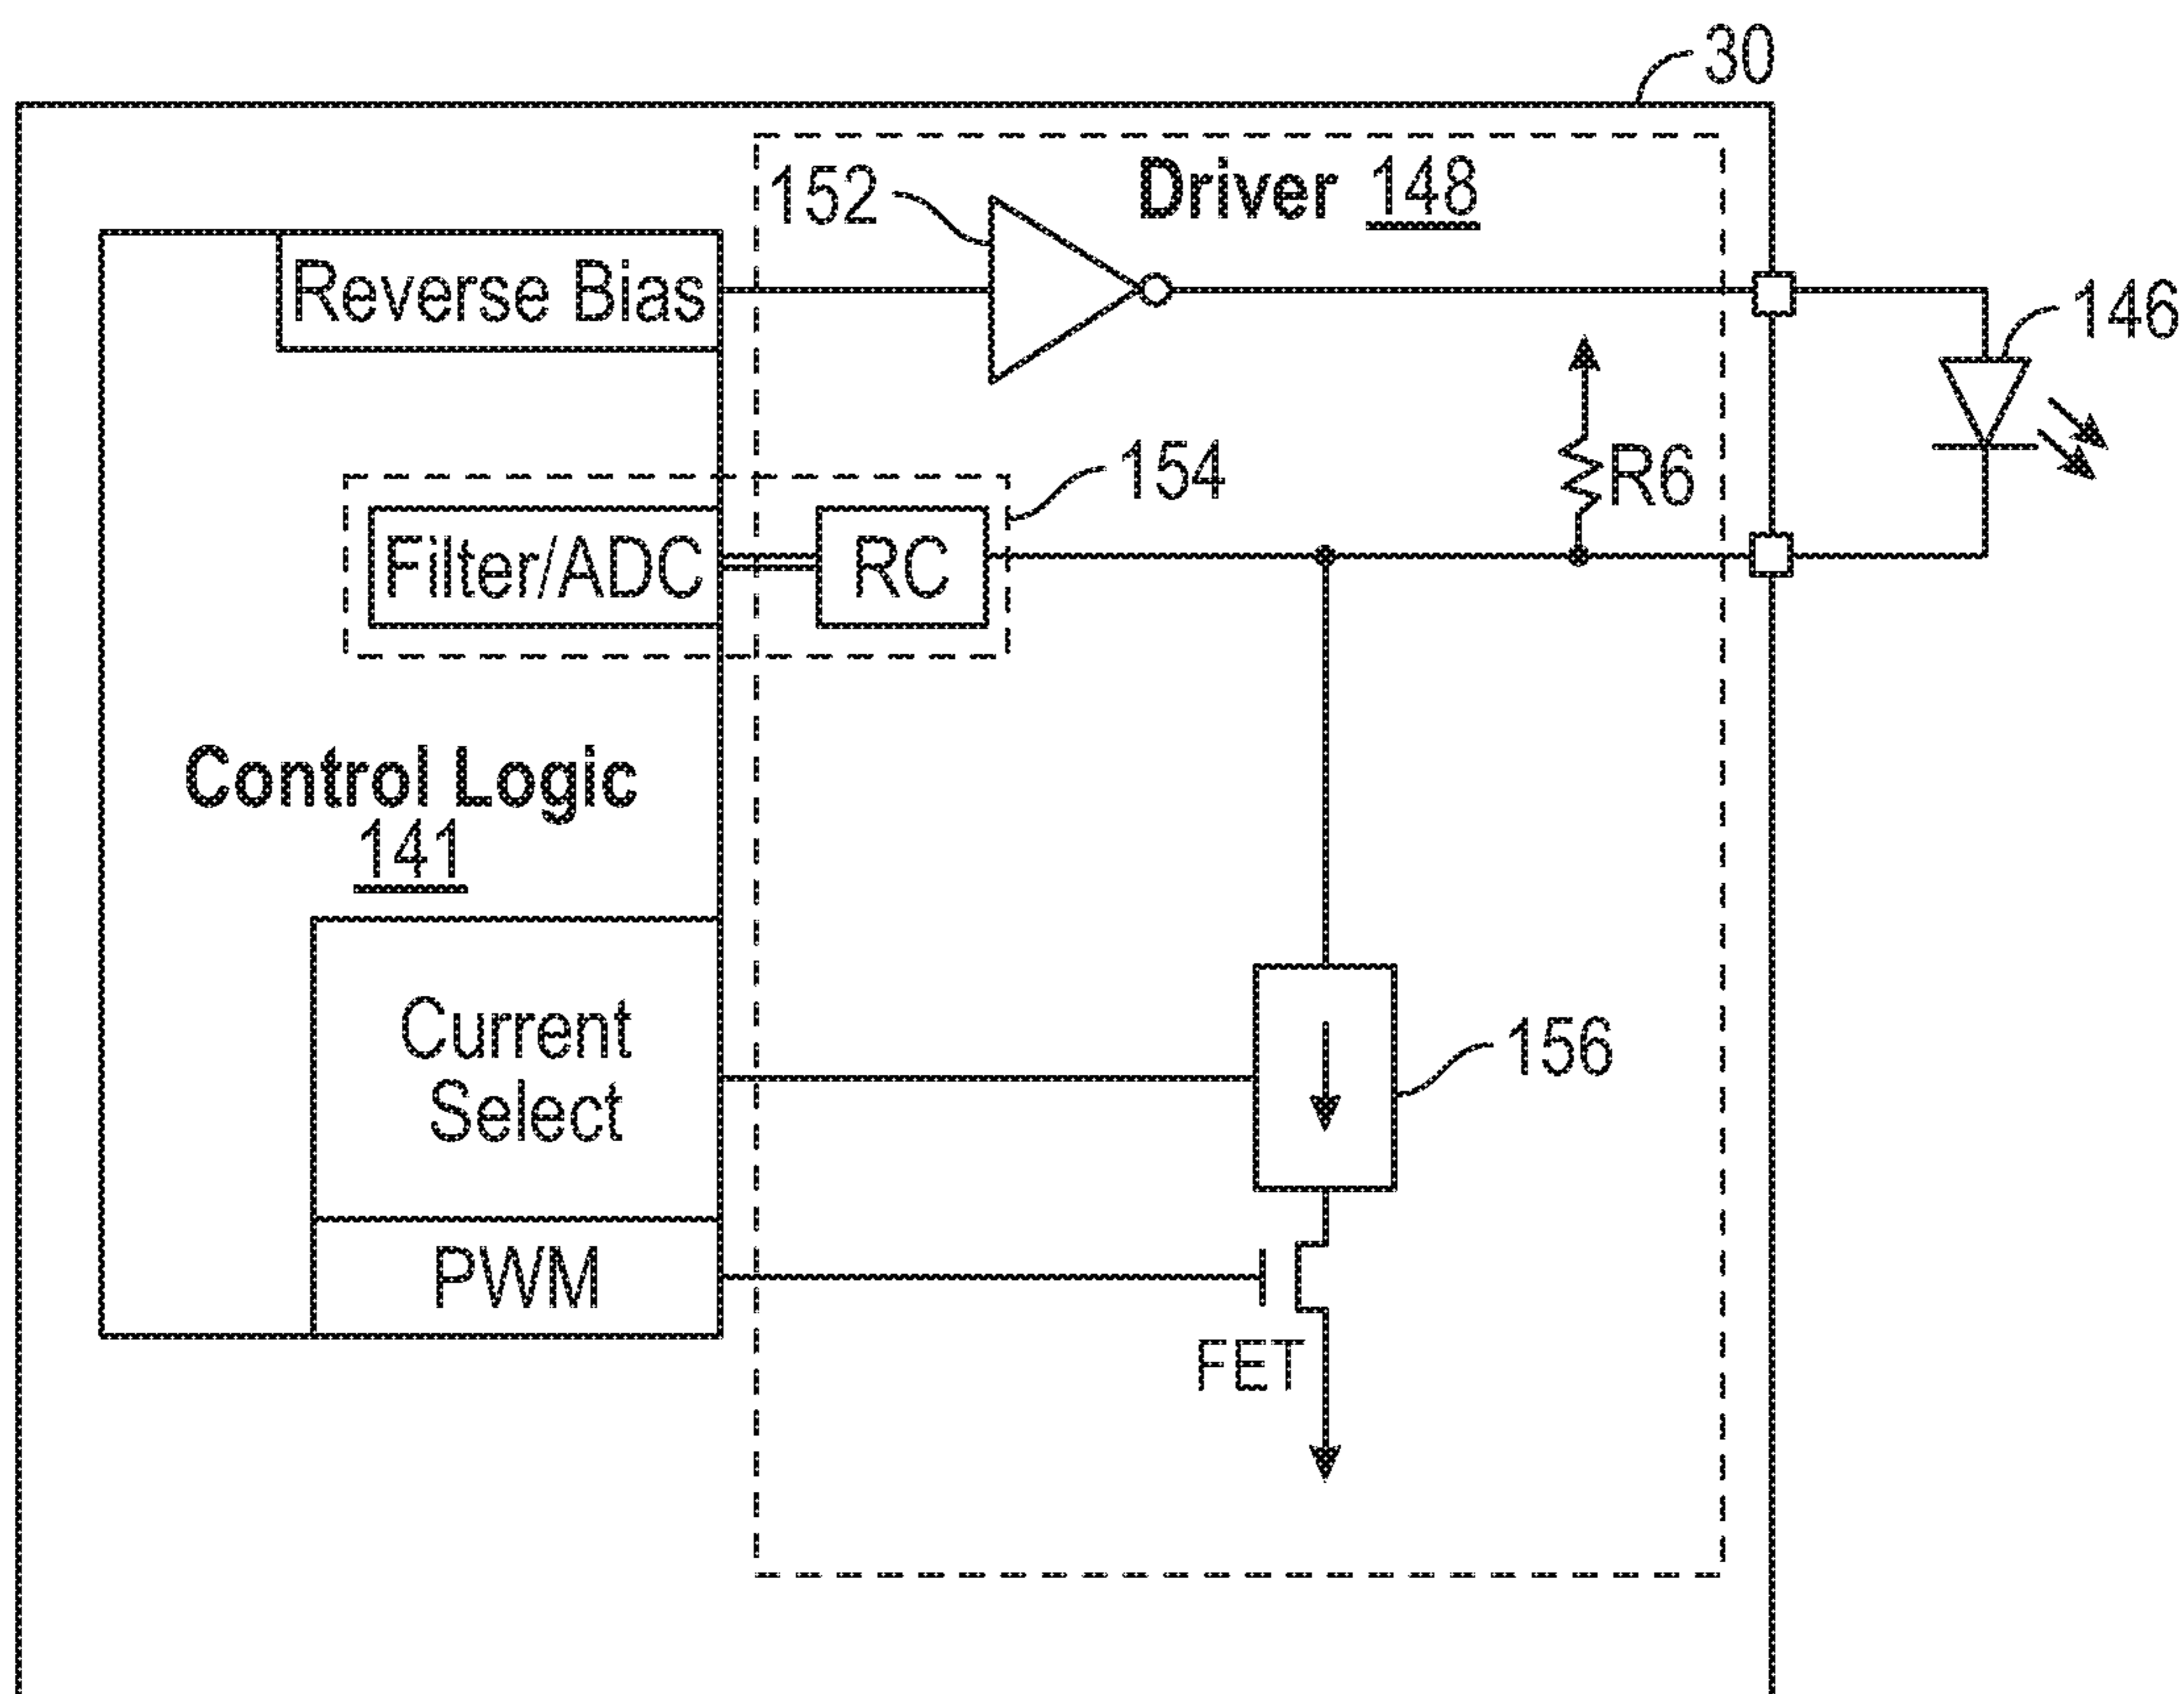 30
Driver 148
152
Reverse Bias
146
154
R6
Filter/ADC
RC
Control Logic
141
Current
Select
156
PWM
FET